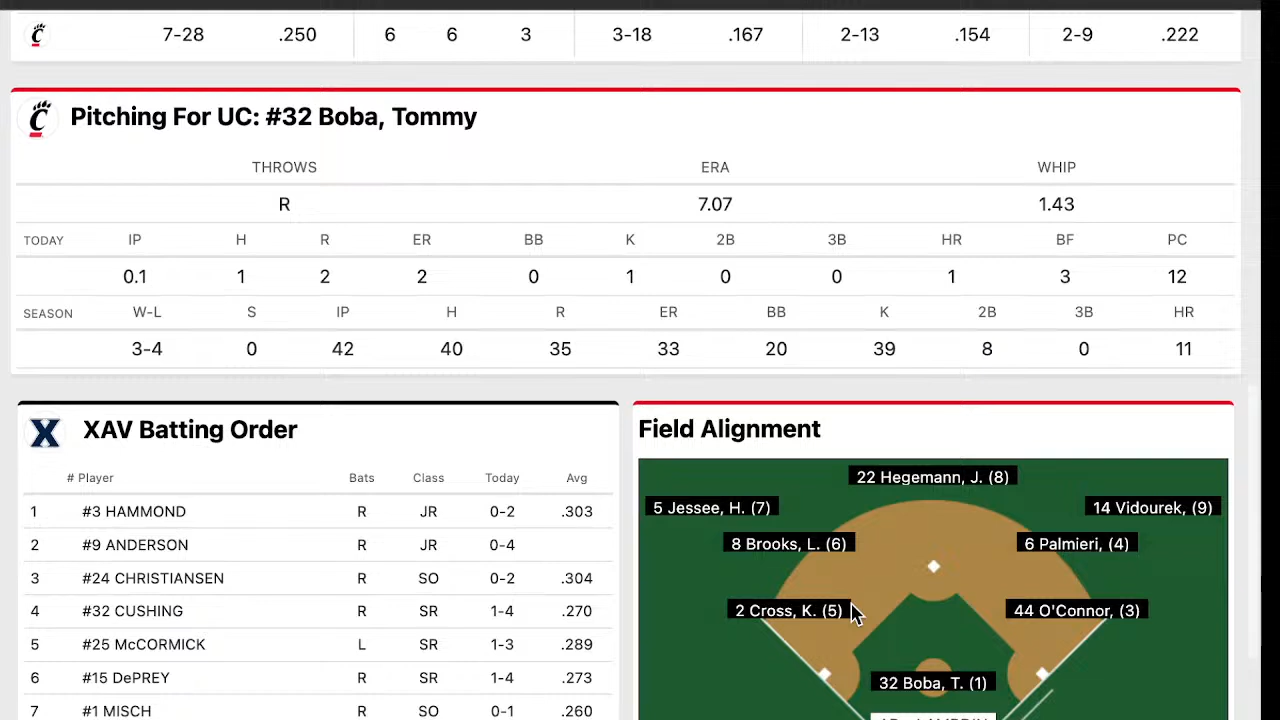 7-28 .250 6 6 3 3-18 .167 2-13 .154 2-9 .222
Pitching For UC: #32 Boba, Tommy
THROWS ERA WHIP
R 7.07 1.43
TODAY IP H R ER BB K 2B 3B HR BF PC
0.1 1 2 2 0 1 0 0 1 3 12
SEASON W-L S IP H R ER BB K 2B 3B HR
3-4 0 42 40 35 33 20 39 8 0 11
XAV Batting Order
# Player Bats Class Today Avg
1 #3 HAMMOND R JR 0-2 .303
2 #9 ANDERSON R JR 0-4
3 #24 CHRISTIANSEN R SO 0-2 .304
4 #32 CUSHING R SR 1-4 .270
5 #25 McCORMICK L SR 1-3 .289
6 #15 DePREY R SR 1-4 .273
7 #1 MISCH R SO 0-1 .260
Field Alignment
22 Hegemann, J. (8)
5 Jessee, H. (7) 14 Vidourek, (9)
8 Brooks, L. (6) 6 Palmieri, (4)
2 Cross, K. (5) 44 O'Connor, (3)
32 Boba, T. (1)